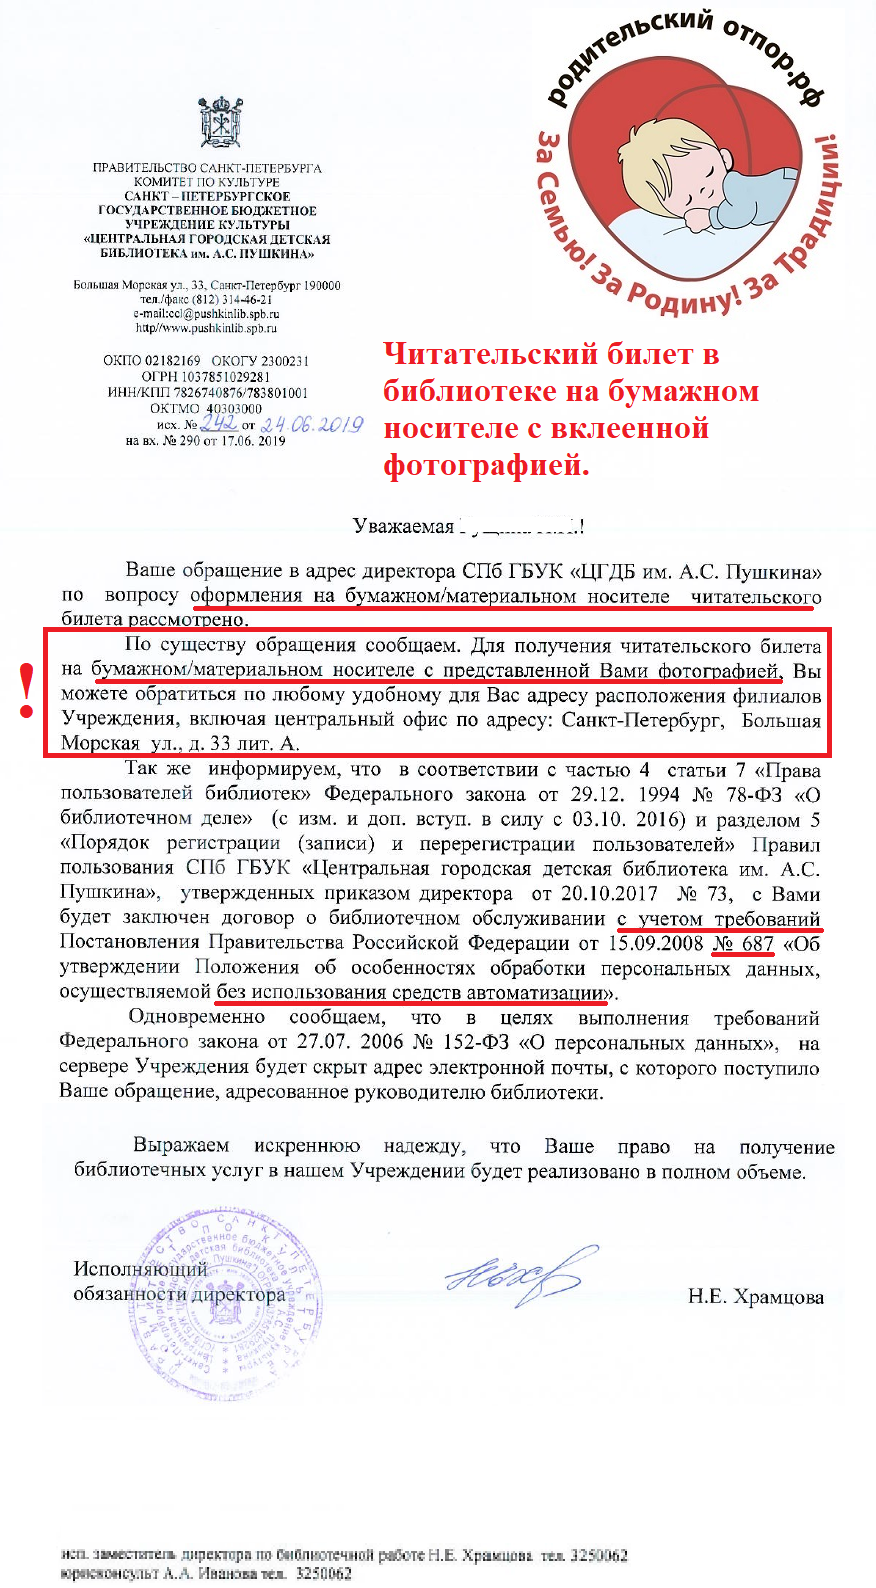 родительский отпор.рф
За Семью! За Родину! За Традиции!
ПРАВИТЕЛЬСТВО САНКТ-ПЕТЕРБУРГА
КОМИТЕТ ПО КУЛЬТУРЕ
САНКТ – ПЕТЕРБУРГСКОЕ
ГОСУДАРСТВЕННОЕ БЮДЖЕТНОЕ
УЧРЕЖДЕНИЕ КУЛЬТУРЫ
«ЦЕНТРАЛЬНАЯ ГОРОДСКАЯ ДЕТСКАЯ
БИБЛИОТЕКА им. А.С. ПУШКИНА»
Большая Морская ул., 33, Санкт-Петербург 190000
тел./факс (812) 314-46-21
e-mail:ccl@pushkinlib.spb.ru
http//www.pushkinlib.spb.ru
ОКПО 02182169 ОКОГУ 2300231
ОГРН 1037851029281
ИНН/КПП 7826740876/783801001
ОКТМО 40303000
исх. № 242 от 24.06.2019
на вх. № 290 от 17.06. 2019
Читательский билет в
библиотеке на бумажном
носителе с вклеенной
фотографией.
Уважаемая
Ваше обращение в адрес директора СПб ГБУК «ЦГДБ им. А.С. Пушкина»
по вопросу оформления на бумажном/материальном носителе читательского
билета рассмотрено.
По существу обращения сообщаем. Для получения читательского билета
на бумажном/материальном носителе с представленной Вами фотографией, Вы
! можете обратиться по любому удобному для Вас адресу расположения филиалов
Учреждения, включая центральный офис по адресу: Санкт-Петербург, Большая
Морская ул., д. 33 лит. А.
Так же информируем, что в соответствии с частью 4 статьи 7 «Права
пользователей библиотек» Федерального закона от 29.12. 1994 № 78-ФЗ «О
библиотечном деле» (с изм. и доп. вступ. в силу с 03.10. 2016) и разделом 5
«Порядок регистрации (записи) и перерегистрации пользователей» Правил
пользования СПб ГБУК «Центральная городская детская библиотека им. А.С.
Пушкина», утвержденных приказом директора от 20.10.2017 № 73, с Вами
будет заключен договор о библиотечном обслуживании с учетом требований
Постановления Правительства Российской Федерации от 15.09.2008 № 687 «Об
утверждении Положения об особенностях обработки персональных данных,
осуществляемой без использования средств автоматизации».
Одновременно сообщаем, что в целях выполнения требований
Федерального закона от 27.07. 2006 № 152-ФЗ «О персональных данных», на
сервере Учреждения будет скрыт адрес электронной почты, с которого поступило
Ваше обращение, адресованное руководителю библиотеки.
Выражаем искреннюю надежду, что Ваше право на получение
библиотечных услуг в нашем Учреждении будет реализовано в полном объеме.
Исполняющий
обязанности директора
Н.Е. Храмцова
исп. заместитель директора по библиотечной работе Н.Е. Храмцова тел. 3250062
юрисконсульт А.А. Иванова тел. 3250062